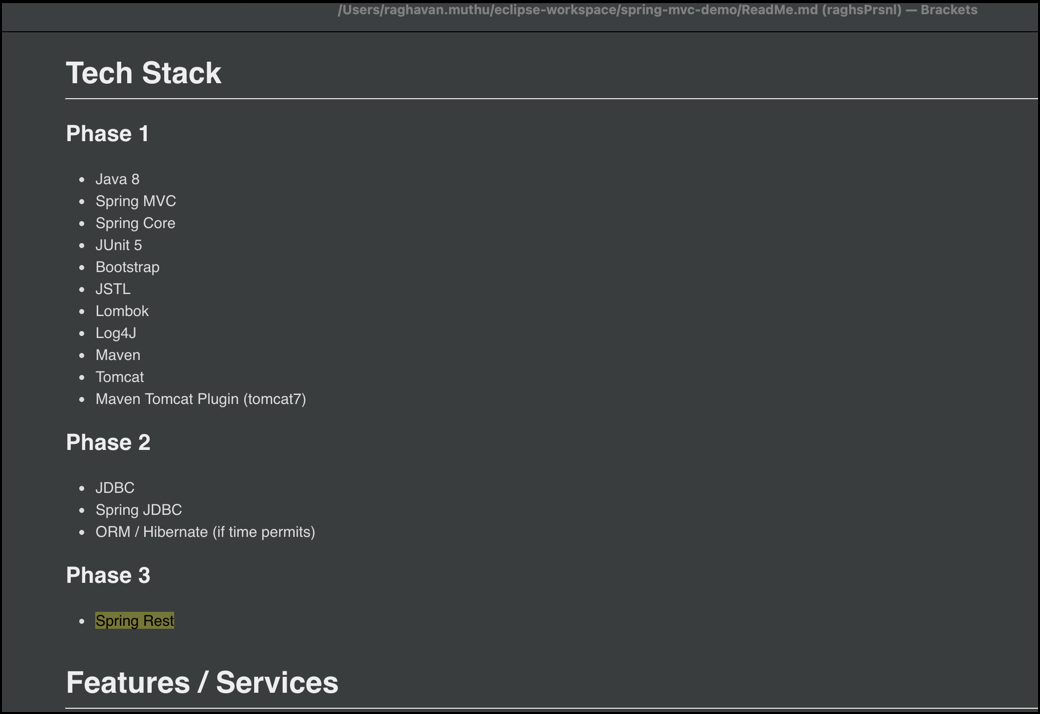 /Users/raghavan.muthu/eclipse-workspace/spring-mvc-demo/ReadMe.md (raghsPrsnl) — Brackets
Tech Stack
Phase 1
• Java 8
• Spring MVC
• Spring Core
• JUnit 5
• Bootstrap
• JSTL
• Lombok
• Log4J
• Maven
• Tomcat
• Maven Tomcat Plugin (tomcat7)
Phase 2
• JDBC
• Spring JDBC
• ORM / Hibernate (if time permits)
Phase 3
• Spring Rest
Features / Services